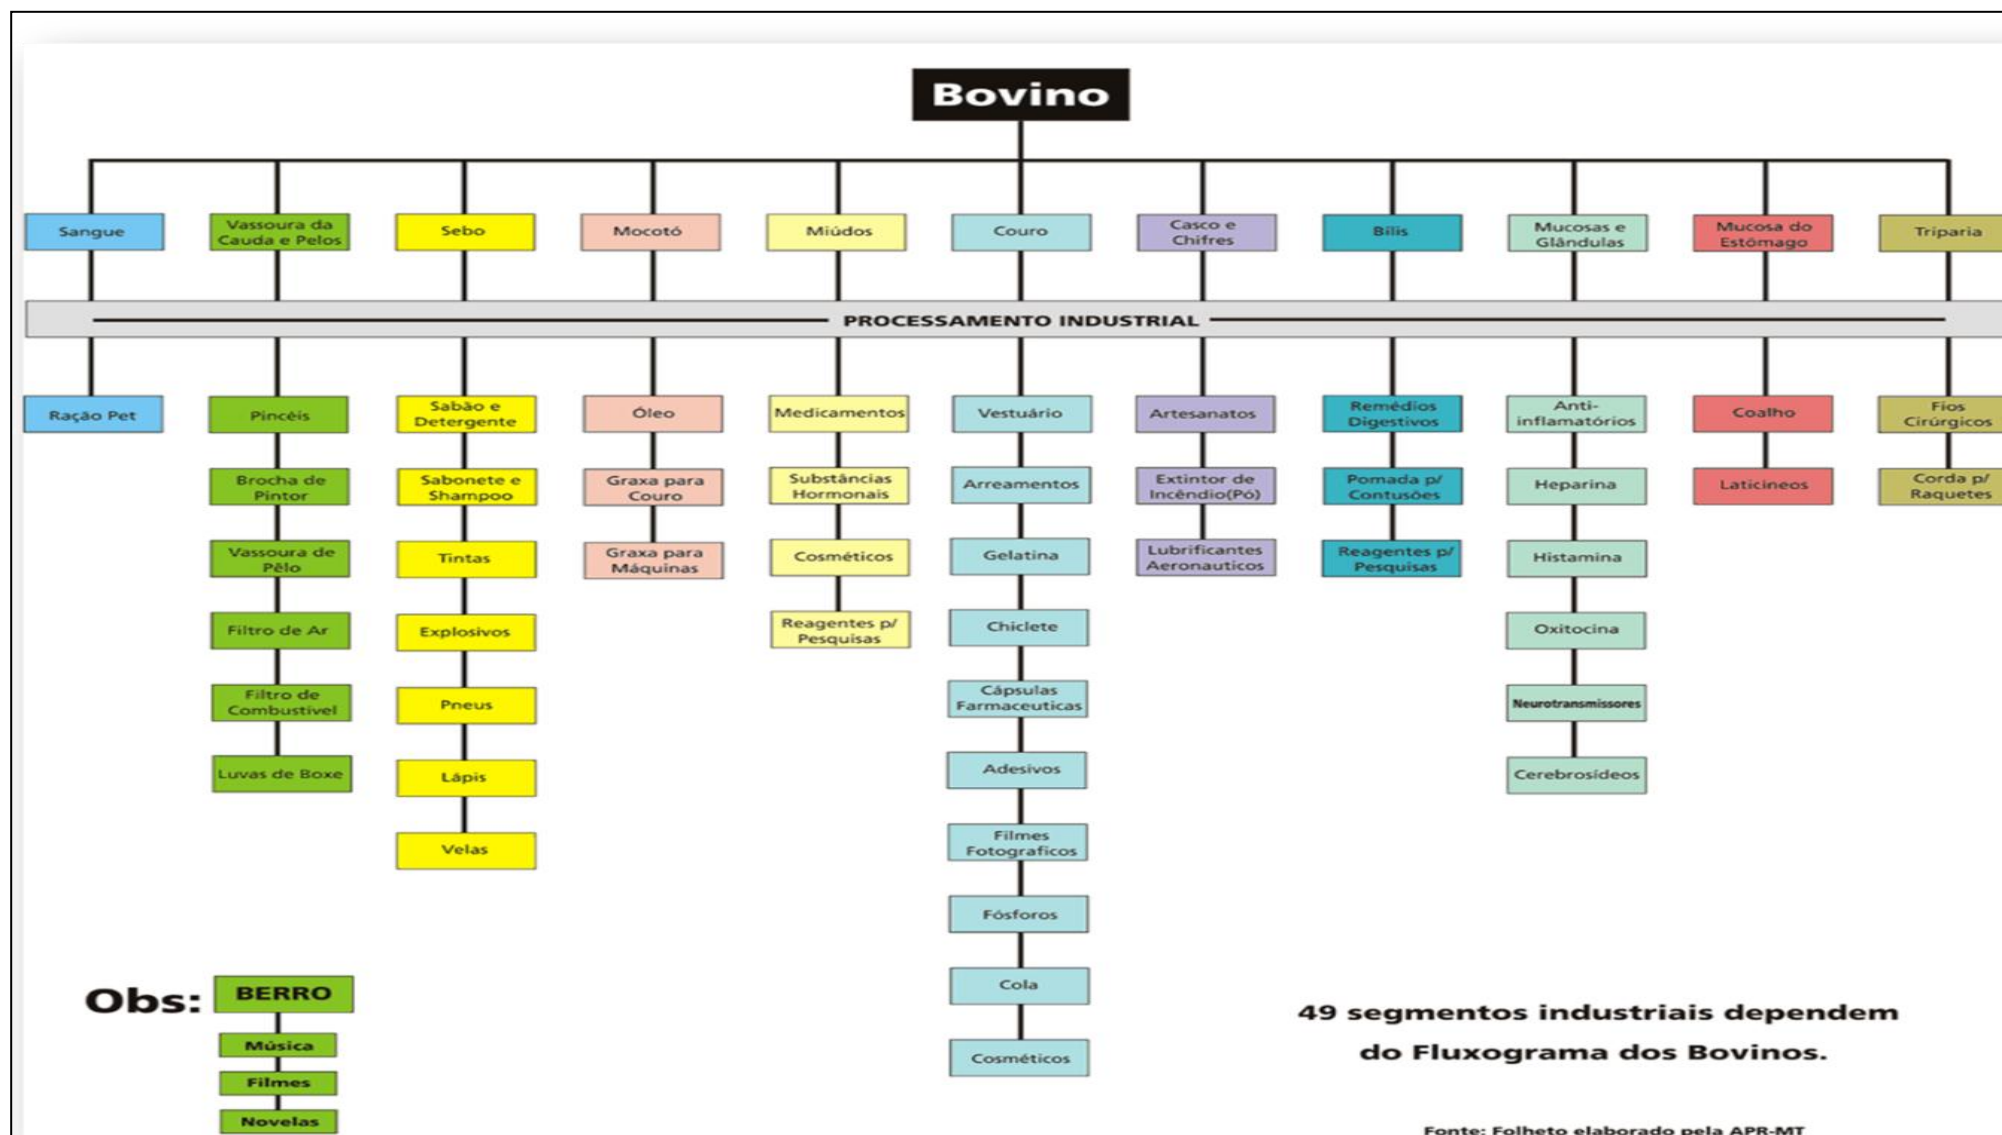 Bovino
Sangue
Vassoura da
Cauda e Pelos
Sebo
Mocotó
Miúdos
Couro
Casco e
Chifres
Bílis
Mucosas e
Glândulas
Mucosa do
Estômago
Triparia
PROCESSAMENTO INDUSTRIAL
Ração Pet
Pincéis
Brocha de
Pintor
Vassoura de
Pêlo
Filtro de Ar
Filtro de
Combustível
Luvas de Boxe
Sabão e
Detergente
Sabonete e
Shampoo
Tintas
Explosivos
Pneus
Lápis
Velas
Óleo
Graxa para
Couro
Graxa para
Máquinas
Medicamentos
Substâncias
Hormonais
Cosméticos
Reagentes p/
Pesquisas
Vestuário
Arreamentos
Gelatina
Chiclete
Cápsulas
Farmaceuticas
Adesivos
Filmes
Fotograficos
Fósforos
Cola
Cosméticos
Artesanatos
Extintor de
Incêndio(Pó)
Lubrificantes
Aeronauticos
Remédios
Digestivos
Pomada p/
Contusões
Reagentes p/
Pesquisas
Anti-
inflamatórios
Heparina
Histamina
Oxitocina
Neurotransmissores
Cerebrosídeos
Coalho
Laticíneos
Fios
Cirúrgicos
Corda p/
Raquetes
Obs:
BERRO
Música
Filmes
Novelas
49 segmentos industriais dependem
do Fluxograma dos Bovinos.
Fonte: Folheto elaborado pela APR-MT